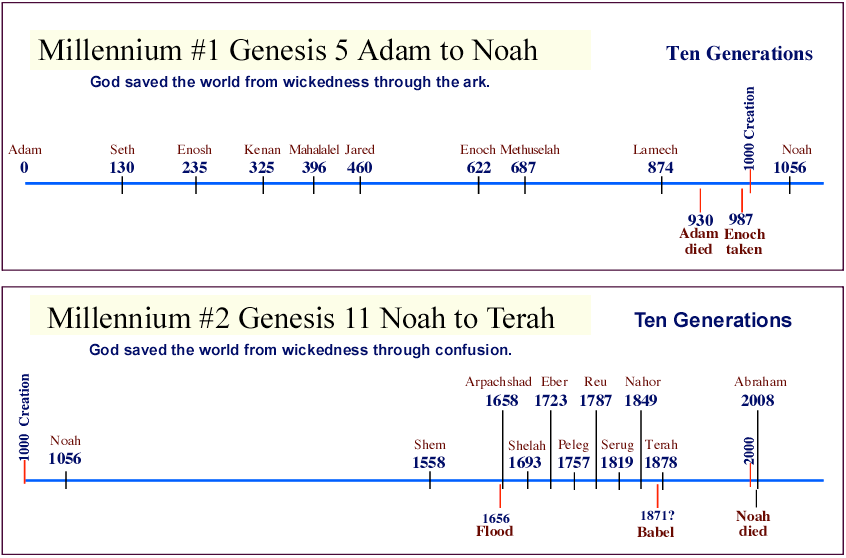 Millennium #1 Genesis 5 Adam to Noah
Ten Generations
God saved the world from wickedness through the ark.
1000 Creation
Adam Seth Enosh Kenan Mahalalel Jared Enoch Methuselah Lamech Noah
0 130 235 325 396 460 622 687 874 1056
930 987
Adam Enoch
died taken
Millennium #2 Genesis 11 Noah to Terah
Ten Generations
God saved the world from wickedness through confusion.
1000 Creation
Arpachshad Eber Reu Nahor Abraham
1658 1723 1787 1849 2008
Noah Shem Shelah Peleg Serug Terah
1056 1558 1693 1757 1819 1878
2000
1656 1871?
Flood Babel Noah
died